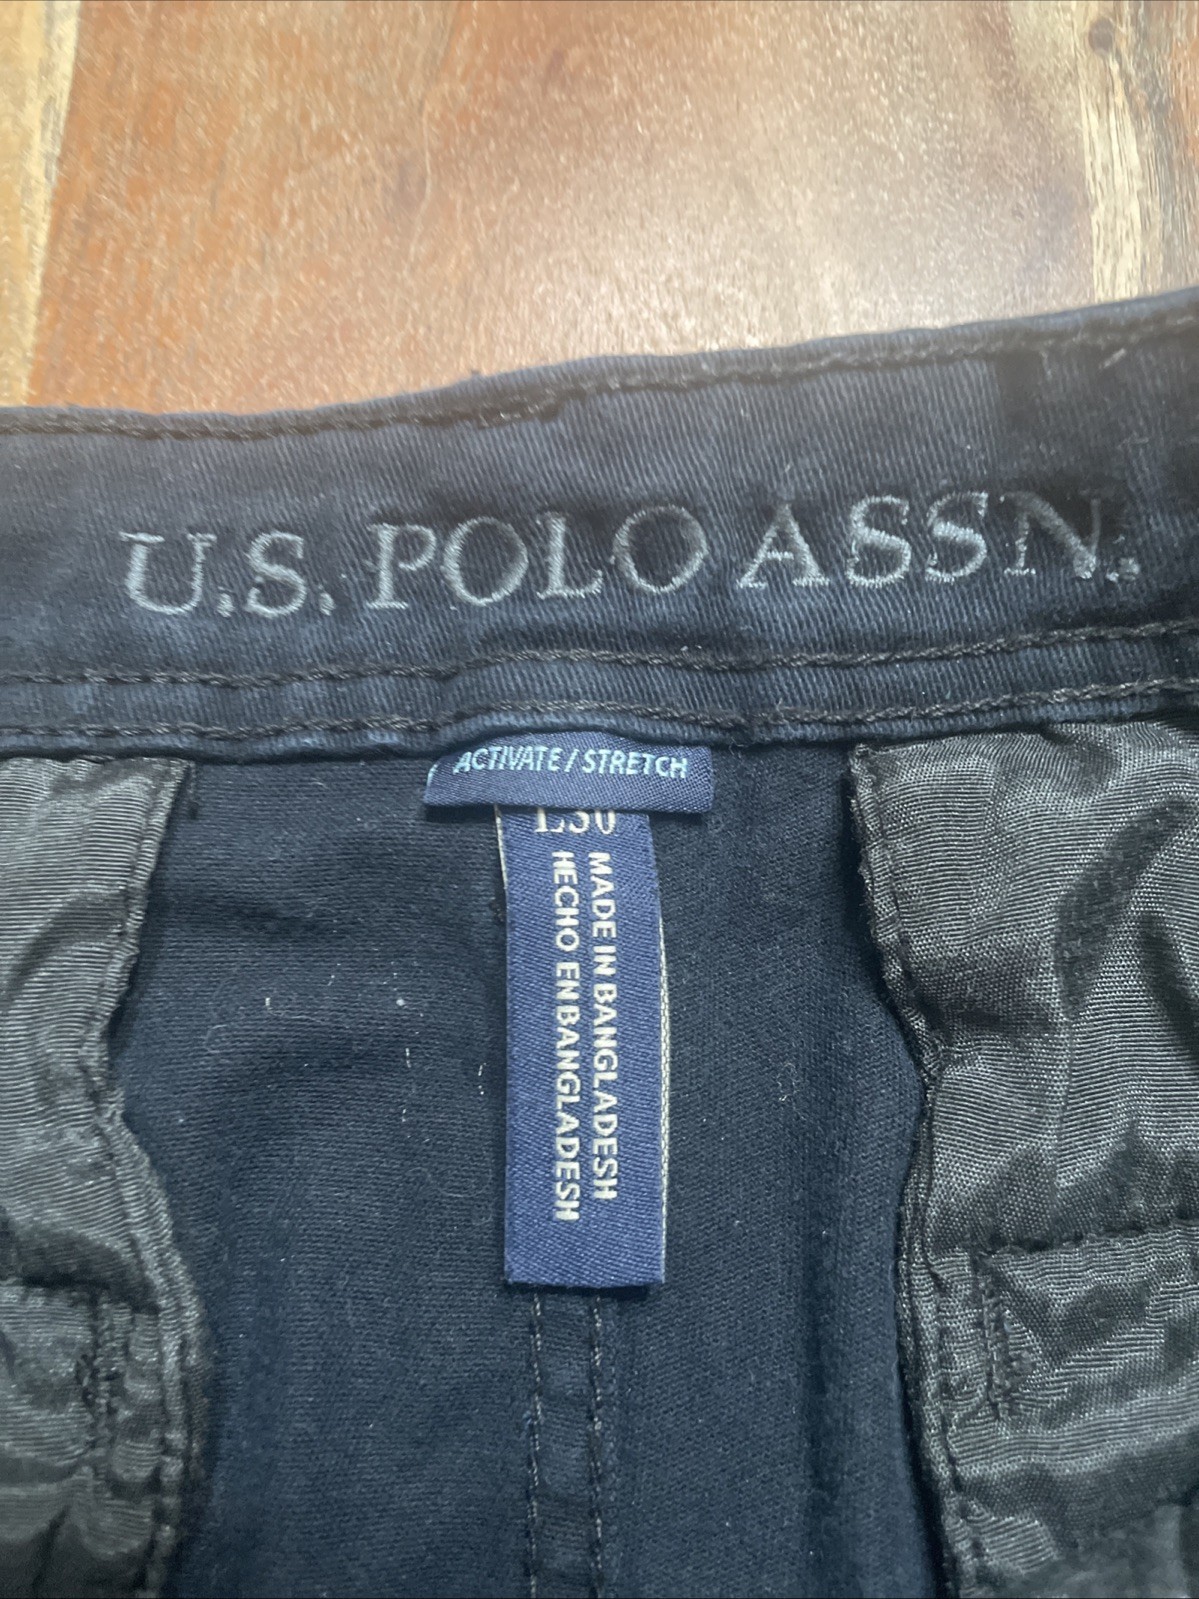 U.S. POLO ASSN.
ACTIVATE / STRETCH
L30
MADE IN BANGLADESH
HECHO EN BANGLADESH